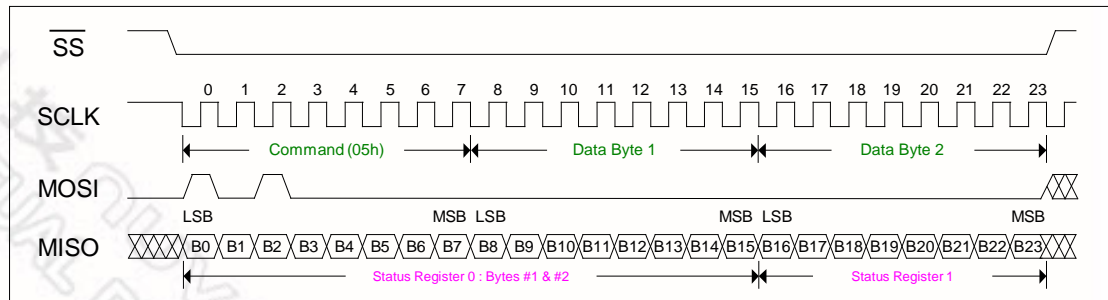 SS
0 1 2 3 4 5 6 7 8 9 10 11 12 13 14 15 16 17 18 19 20 21 22 23
SCLK
Command (05h) Data Byte 1 Data Byte 2
MOSI
LSB MSB LSB MSB LSB MSB
MISO B0 B1 B2 B3 B4 B5 B6 B7 B8 B9 B10 B11 B12 B13 B14 B15 B16 B17 B18 B19 B20 B21 B22 B23
Status Register 0 : Bytes #1 & #2 Status Register 1